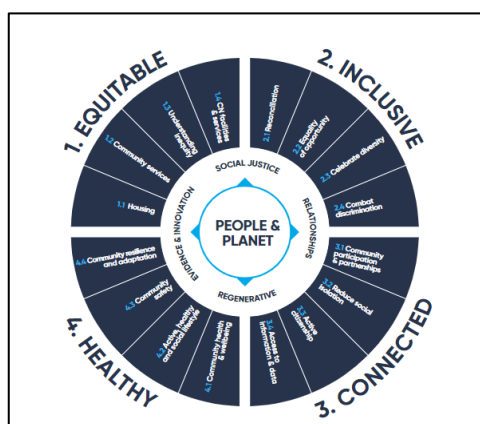 1. EQUITABLE
1.1 Housing
1.2 Community services
1.3 Understanding
inequity
1.4 CN facilities
& services
2. INCLUSIVE
2.1 Reconciliation
2.2 Equality
of opportunity
2.3 Celebrate diversity
2.4 Combat
discrimination
3. CONNECTED
3.1 Community
participation
& partnerships
3.2 Reduce social
isolation
3.3 Active
citizenship
3.4 Access to
information & data
4. HEALTHY
4.1 Community health
& wellbeing
4.2 Active, healthy
and social lifestyle
4.3 Community
safety
4.4 Community resilience
and adaptation
SOCIAL JUSTICE
RELATIONSHIPS
REGENERATIVE
EVIDENCE & INNOVATION
PEOPLE &
PLANET